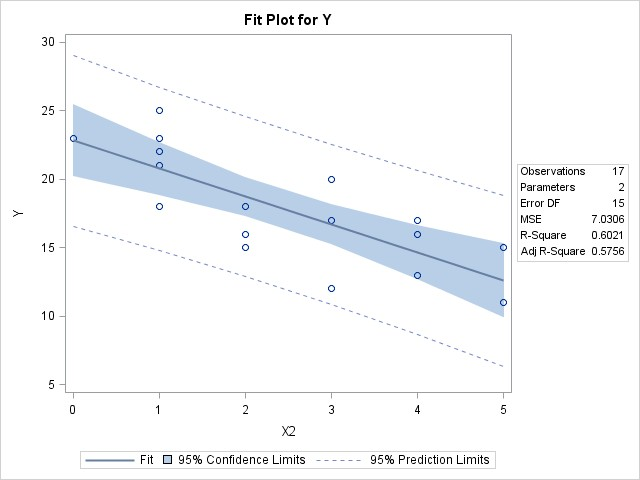 Fit Plot for Y
30
25
20
15
10
5
Y
0 1 2 3 4 5
X2
Observations 17
Parameters 2
Error DF 15
MSE 7.0306
R-Square 0.6021
Adj R-Square 0.5756
Fit 95% Confidence Limits 95% Prediction Limits